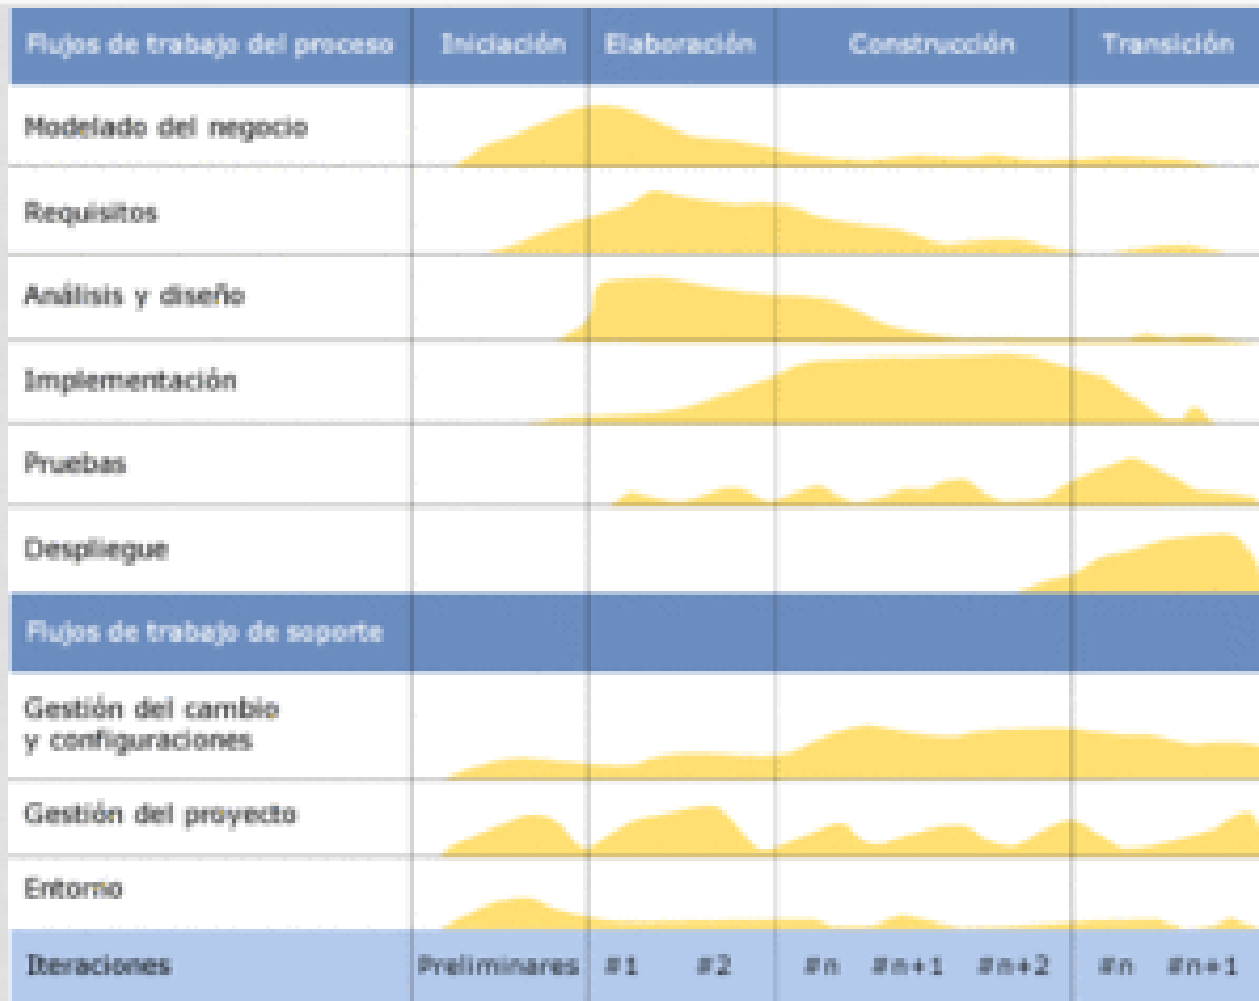 Flujos de trabajo del proceso Iniciación Elaboración Construcción Transición
Modelado del negocio
Requisitos
Análisis y diseño
Implementación
Pruebas
Despliegue
Flujos de trabajo de soporte
Gestión del cambio
y configuraciones
Gestión del proyecto
Entorno
Iteraciones Preliminares #1 #2 #n #n+1 #n+2 #n #n+1